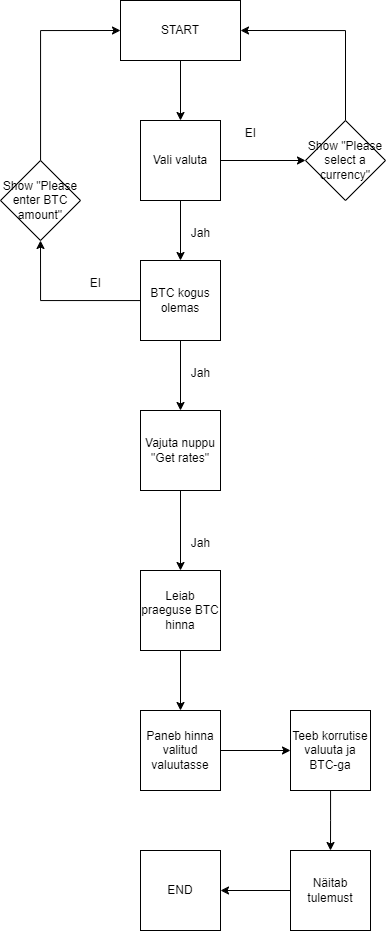 START
EI
Vali valuta
Show "Please
select a
currency"
Show "Please
enter BTC
amount"
Jah
EI
BTC kogus
olemas
Jah
Vajuta nuppu
"Get rates"
Jah
Leiab
praeguse BTC
hinna
Paneb hinna
valitud
valuutasse
Teeb korrutise
valuuta ja
BTC-ga
END
Näitab
tulemust